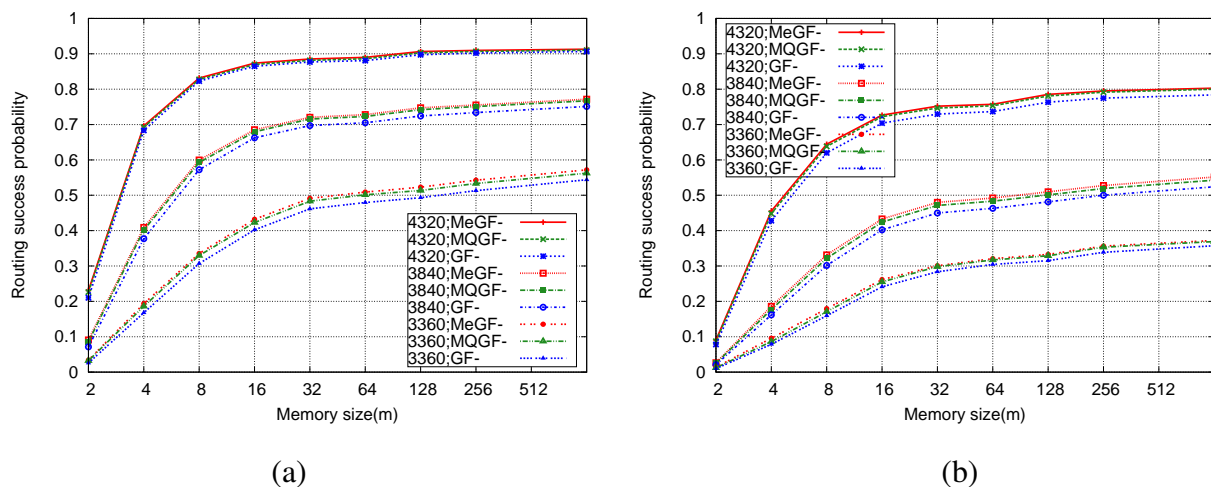 1
0.9
0.8
0.7
0.6
0.5
0.4
0.3
0.2
0.1
0
Routing success probability
4320;MeGF-
4320;MQGF-
4320;GF-
3840;MeGF-
3840;MQGF-
3840;GF-
3360;MeGF-
3360;MQGF-
3360;GF-
2 4 8 16 32 64 128 256 512
Memory size(m)
(a)
1
0.9
0.8
0.7
0.6
0.5
0.4
0.3
0.2
0.1
0
Routing success probability
4320;MeGF-
4320;MQGF-
4320;GF-
3840;MeGF-
3840;MQGF-
3840;GF-
3360;MeGF-
3360;MQGF-
3360;GF-
2 4 8 16 32 64 128 256 512
Memory size(m)
(b)